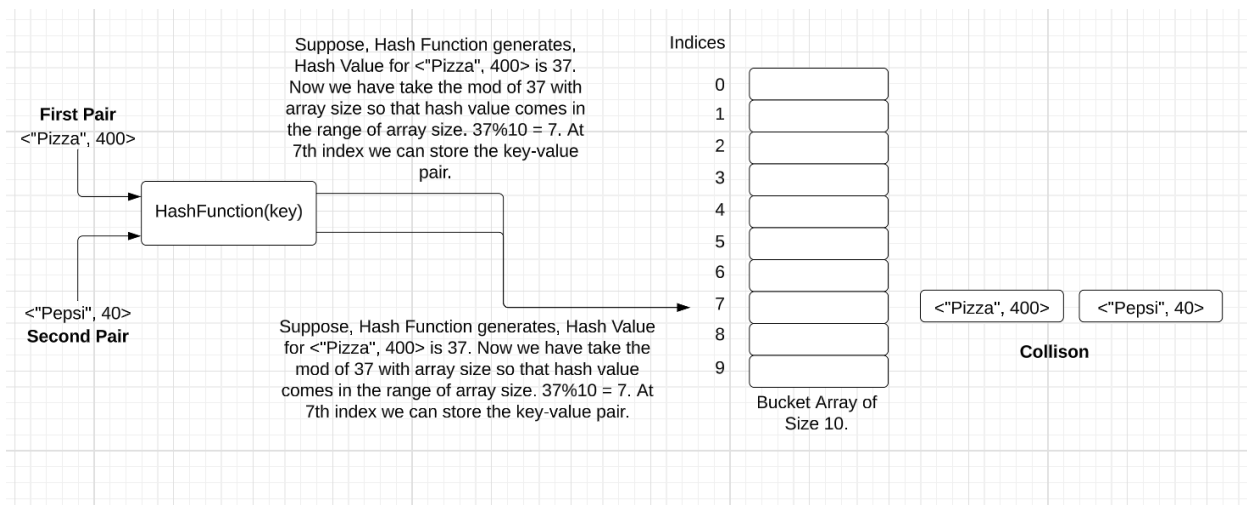 Suppose, Hash Function generates,
Hash Value for <"Pizza", 400> is 37.
Now we have take the mod of 37 with
array size so that hash value comes in
the range of array size. 37%10 = 7. At
7th index we can store the key-value
pair.
First Pair
<"Pizza", 400>
HashFunction(key)
<"Pepsi", 40>
Second Pair
Suppose, Hash Function generates, Hash Value
for <"Pizza", 400> is 37. Now we have take the
mod of 37 with array size so that hash value
comes in the range of array size. 37%10 = 7. At
7th index we can store the key-value pair.
Indices
0
1
2
3
4
5
6
7
8
9
<"Pizza", 400>
<"Pepsi", 40>
Collison
Bucket Array of
Size 10.